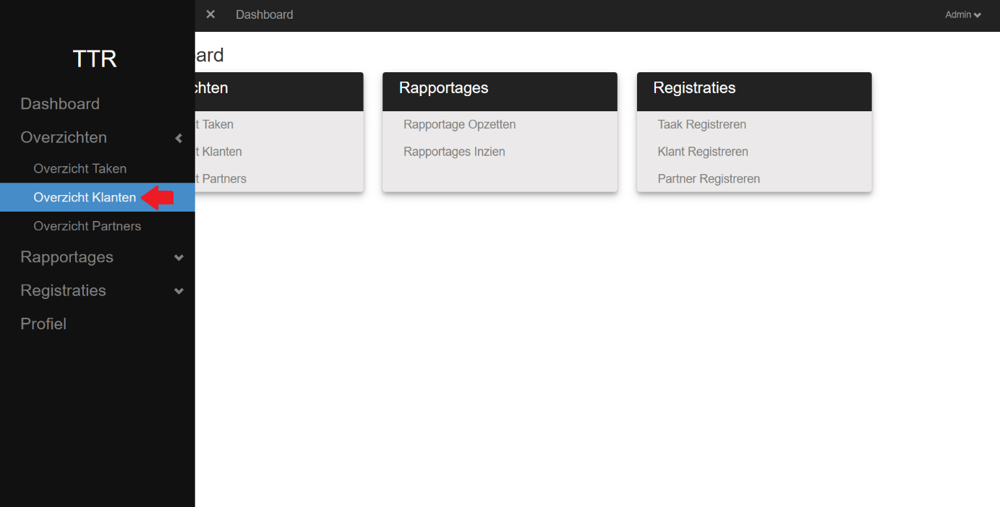 Dashboard
Admin
TTR
Dashboard
Overzichten
Overzicht Taken
Overzicht Klanten
Overzicht Partners
Rapportages
Registraties
Profiel
ard
chten
t Taken
t Klanten
t Partners
Rapportages
Rapportage Opzetten
Rapportages Inzien
Registraties
Taak Registreren
Klant Registreren
Partner Registreren